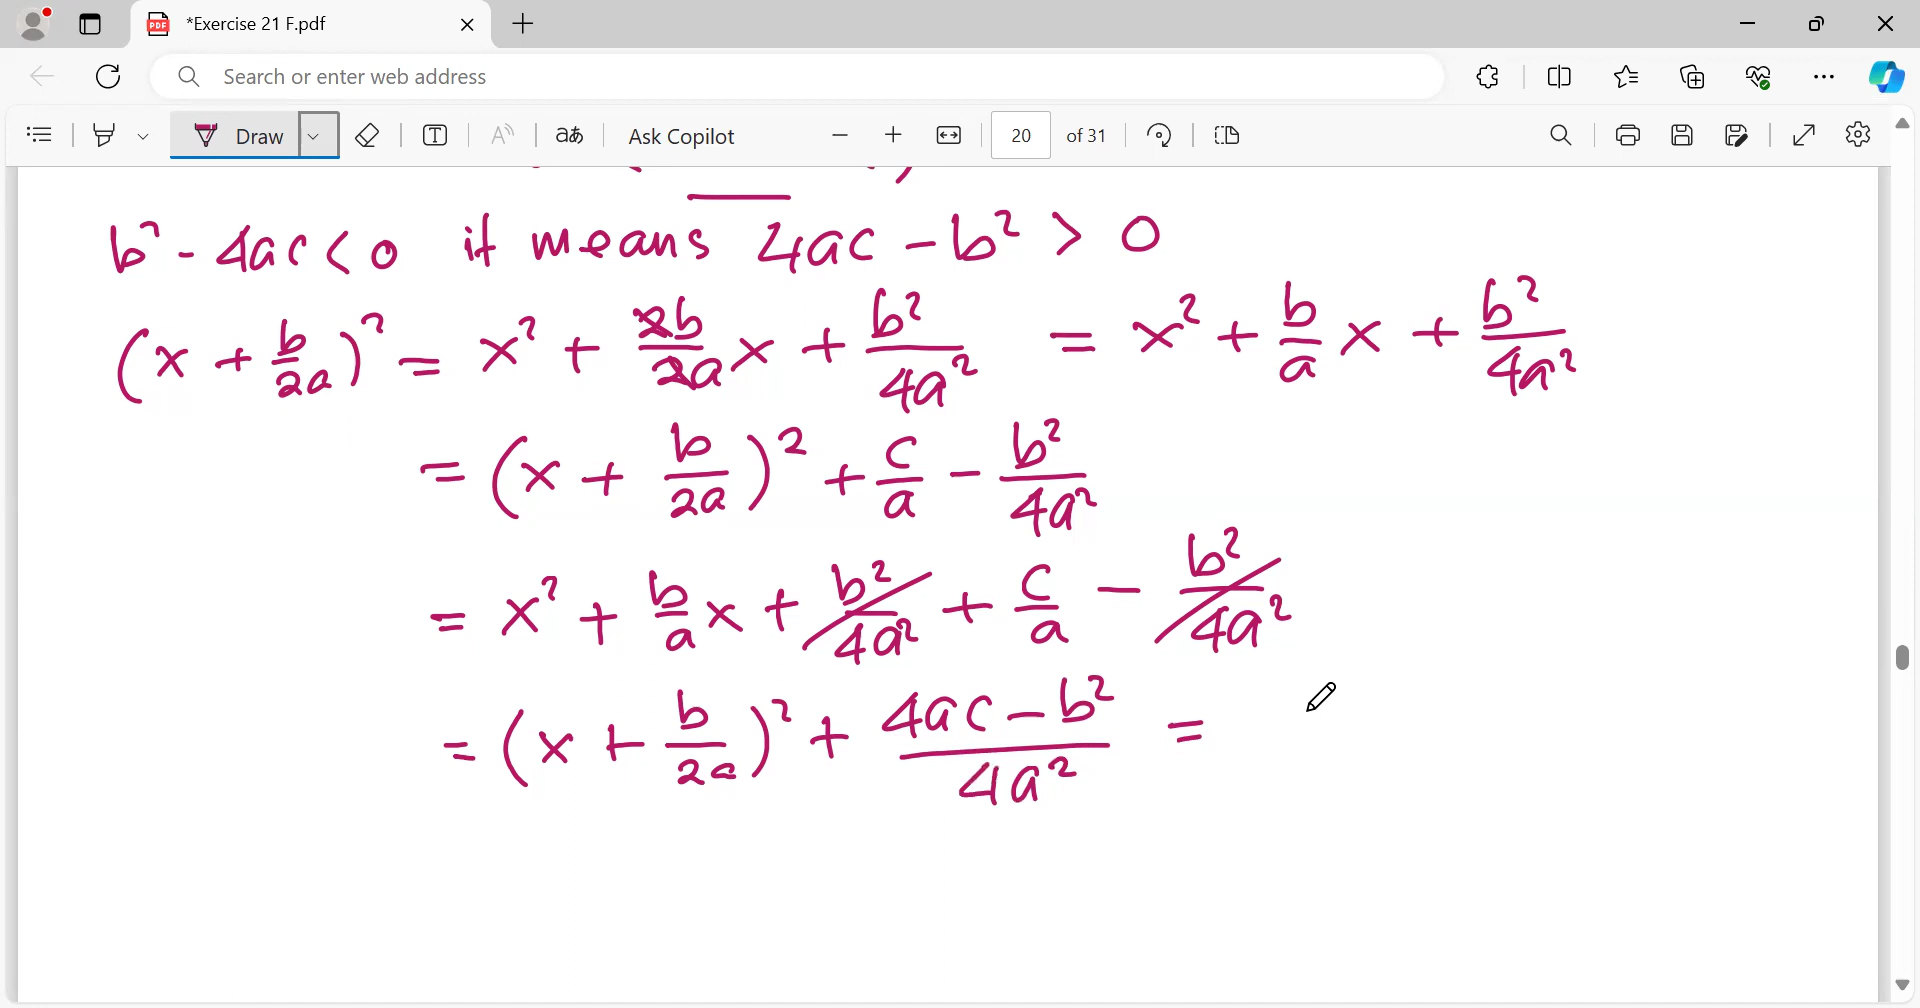 *Exercise 21 F.pdf
Search or enter web address
Draw A aあ Ask Copilot 20 of 31
b² - 4ac < 0 it means 4ac - b² > 0
(x + b/2a)² = x² + 2b/2a x + b²/4a² = x² + b/a x + b²/4a²
= (x + b/2a)² + c/a - b²/4a²
= x² + b/a x + b²/4a² + c/a - b²/4a²
= (x + b/2a)² + 4ac - b²/4a² =